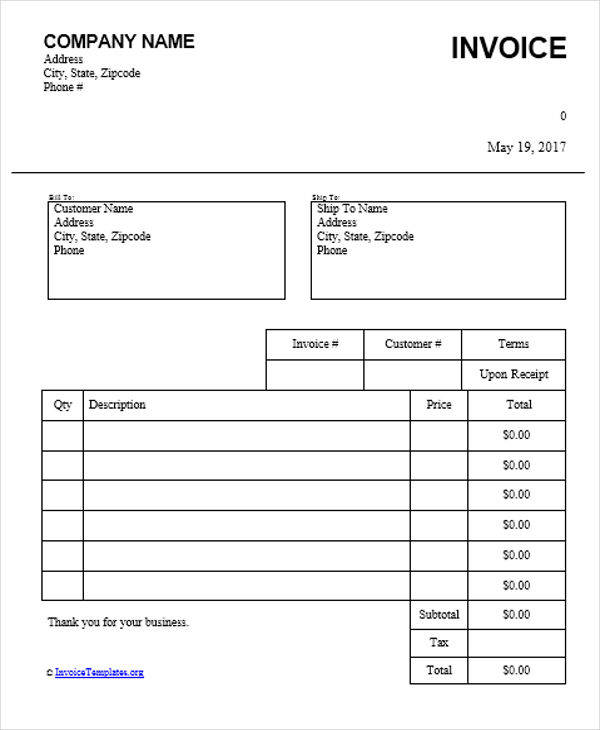 COMPANY NAME
Address
City, State, Zipcode
Phone #
INVOICE
0
May 19, 2017
Bill To:
Customer Name
Address
City, State, Zipcode
Phone
Ship To:
Ship To Name
Address
City, State, Zipcode
Phone
Invoice # Customer # Terms
Upon Receipt
Qty Description Price Total
$0.00
$0.00
$0.00
$0.00
$0.00
$0.00
Subtotal $0.00
Thank you for your business.
Tax
Total $0.00
© InvoiceTemplates.org